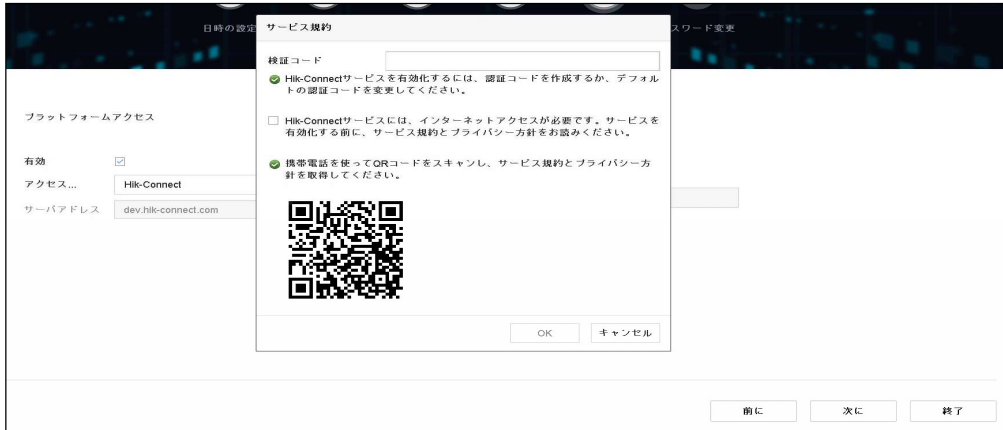 日時の設定
サービス規約
スワード変更
検証コード
Hik-Connectサービスを有効化するには、認証コードを作成するか、デフォル
トの認証コードを変更してください。
プラットフォームアクセス
Hik-Connectサービスには、インターネットアクセスが必要です。サービスを
有効化する前に、サービス規約とプライバシー方針をお読みください。
有効
携帯電話を使ってQRコードをスキャンし、サービス規約とプライバシー方
針を取得してください。
アクセス...
Hik-Connect
サーバアドレス
dev.hik-connect.com
OK
キャンセル
前に
次に
終了